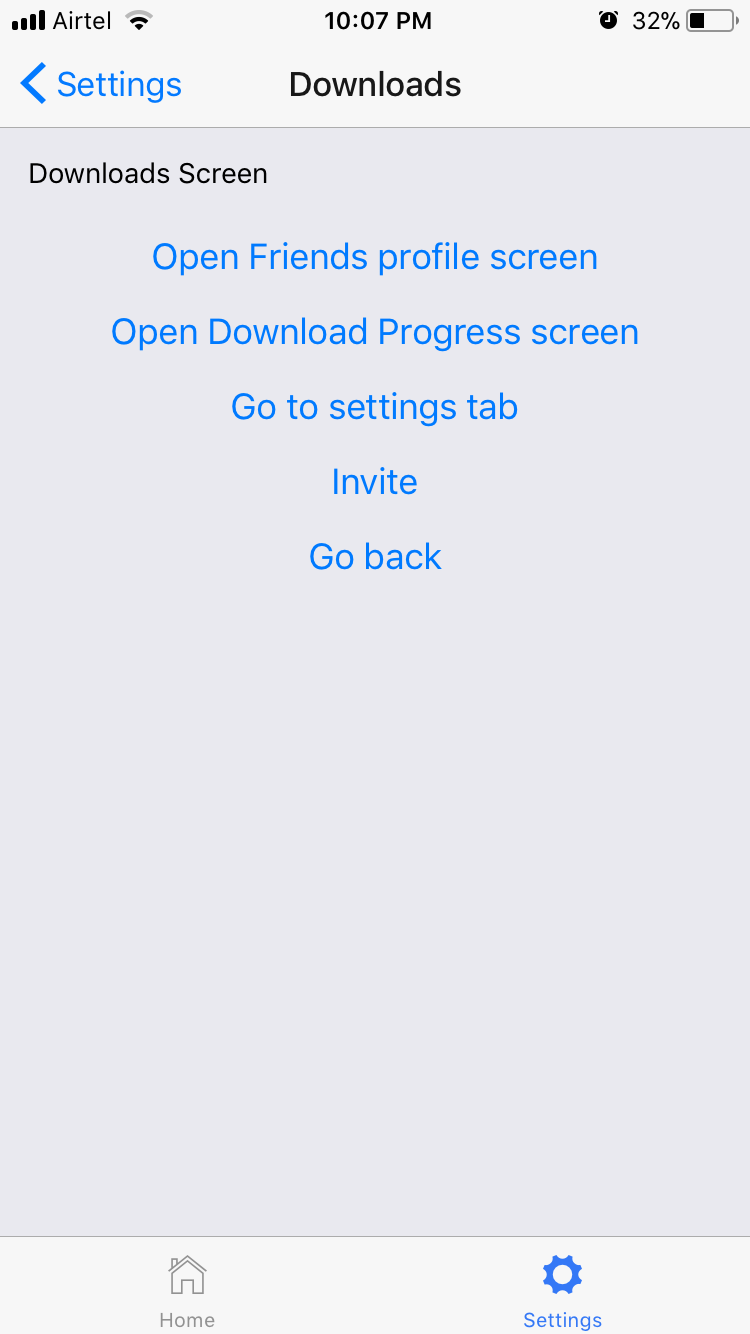 Airtel 10:07 PM 32%
Settings Downloads
Downloads Screen
Open Friends profile screen
Open Download Progress screen
Go to settings tab
Invite
Go back
Home Settings